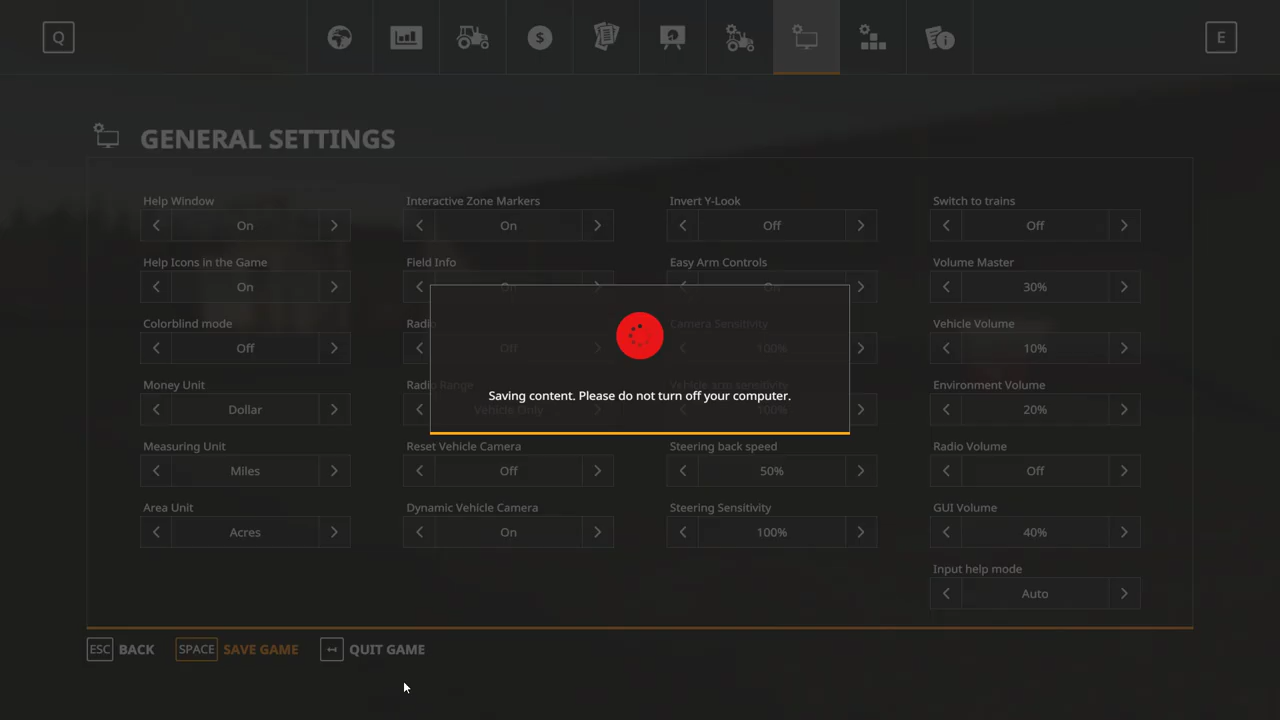 Q
$
E
GENERAL SETTINGS
Help Window
On
Interactive Zone Markers
On
Invert Y-Look
Off
Switch to trains
Off
Help Icons in the Game
On
Field Info
On
Easy Arm Controls
On
Volume Master
30%
Colorblind mode
Off
Radio
Off
Camera Sensitivity
100%
Vehicle Volume
10%
Money Unit
Dollar
Radio Range
Vehicle Only
Vehicle arm sensitivity
100%
Environment Volume
20%
Saving content. Please do not turn off your computer.
Measuring Unit
Miles
Reset Vehicle Camera
Off
Steering back speed
50%
Radio Volume
Off
Area Unit
Acres
Dynamic Vehicle Camera
On
Steering Sensitivity
100%
GUI Volume
40%
Input help mode
Auto
ESC BACK
SPACE SAVE GAME
QUIT GAME